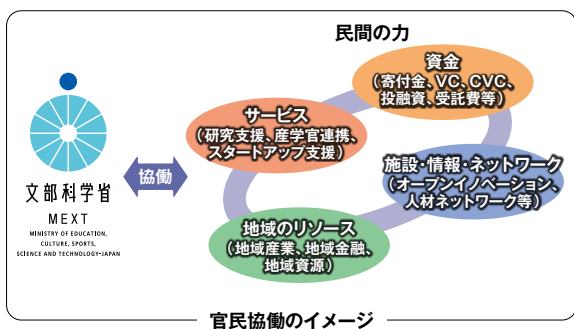 民間の力
資金
（寄付金、VC、CVC、
投融資、受託費等）
サービス
（研究支援、産学官連携、
スタートアップ支援）
施設・情報・ネットワーク
（オープンイノベーション、
人材ネットワーク等）
地域のリソース
（地域産業、地域金融、
地域資源）
協働
文部科学省
MEXT
MINISTRY OF EDUCATION,
CULTURE, SPORTS,
SCIENCE AND TECHNOLOGY-JAPAN
官民協働のイメージ